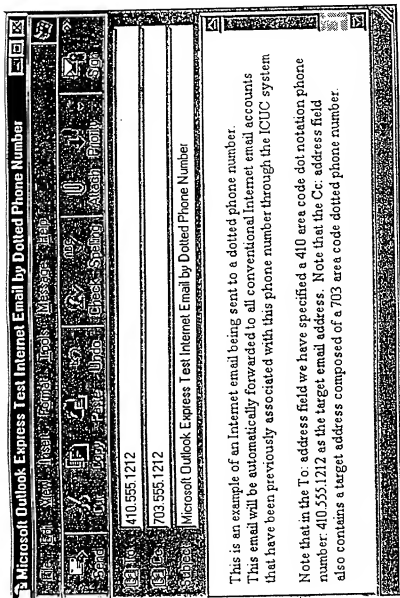 Microsoft Outlook Express Test Internet Email by Dotted Phone Number
File Edit View Insert Format Tools Message Help
Send Cut Copy Paste Undo Check Spelling Attach Priority Sign
To: 410.555.1212
Cc: 703.555.1212
Subject: Microsoft Outlook Express Test Internet Email by Dotted Phone Number
This is an example of an Internet email being sent to a dotted phone number.
This email will be automatically forwarded to all conventional Internet email accounts
that have been previously associated with this phone number through the ICUC system
Note that in the To: address field we have specified a 410 area code dot notation phone
number: 410.555.1212 as the target email address. Note that the Cc: address field
also contains a target address composed of a 703 area code dotted phone number.